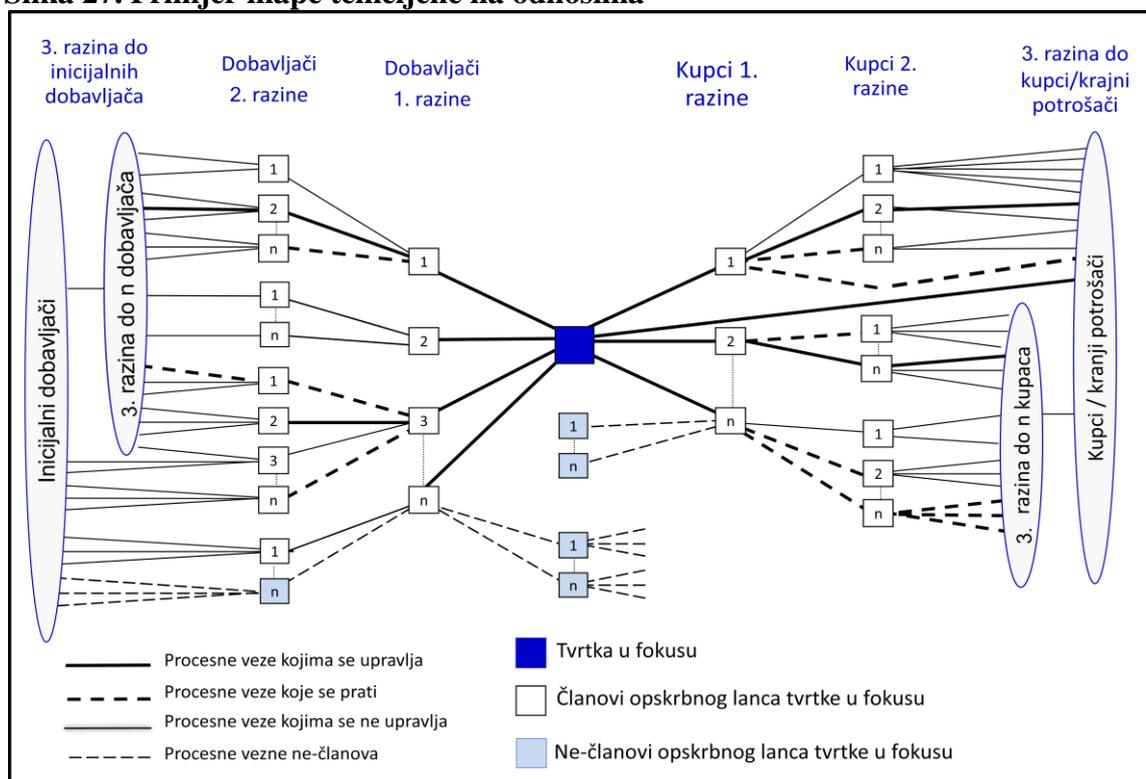 Slika 27. Primjer mape temeljene na odnosima
3. razina do
inicijalnih
dobavljača
Dobavljači
2. razine
Dobavljači
1. razine
Kupci 1.
razine
Kupci 2.
razine
3. razina do
kupci/krajni
potrošači
Inicijalni dobavljači
3. razina do n dobavljača
1
2
n
1
n
1
2
3
n
1
n
1
2
3
n
1
n
1
n
1
2
n
1
2
n
1
n
1
2
n
3. razina do n kupaca
Kupci / kranji potrošači
Procesne veze kojima se upravlja
Procesne veze koje se prati
Procesne veze kojima se ne upravlja
Procesne vezne ne-članova
Tvrtka u fokusu
Članovi opskrbnog lanca tvrtke u fokusu
Ne-članovi opskrbnog lanca tvrtke u fokusu